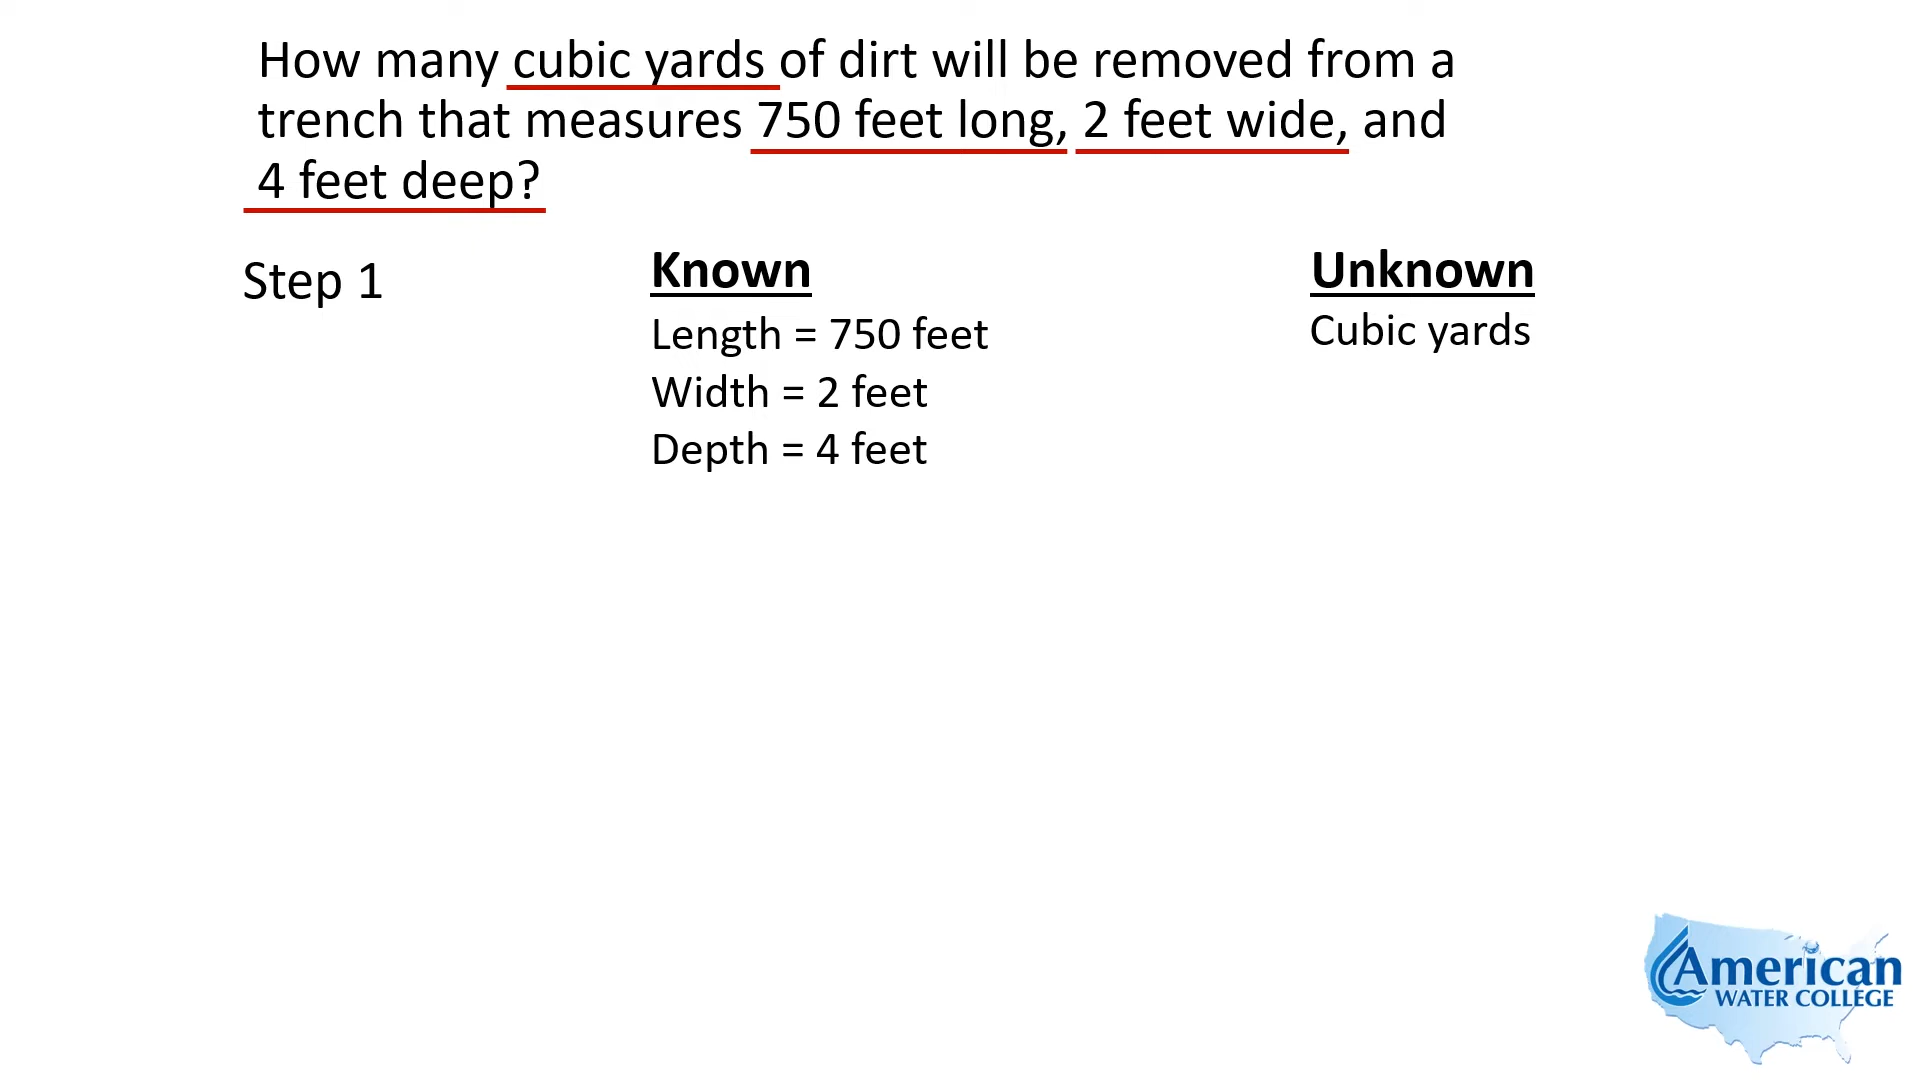 How many cubic yards of dirt will be removed from a
trench that measures 750 feet long, 2 feet wide, and
4 feet deep?
Step 1
Known
Unknown
Length = 750 feet
Cubic yards
Width = 2 feet
Depth = 4 feet
American
WATER COLLEGE